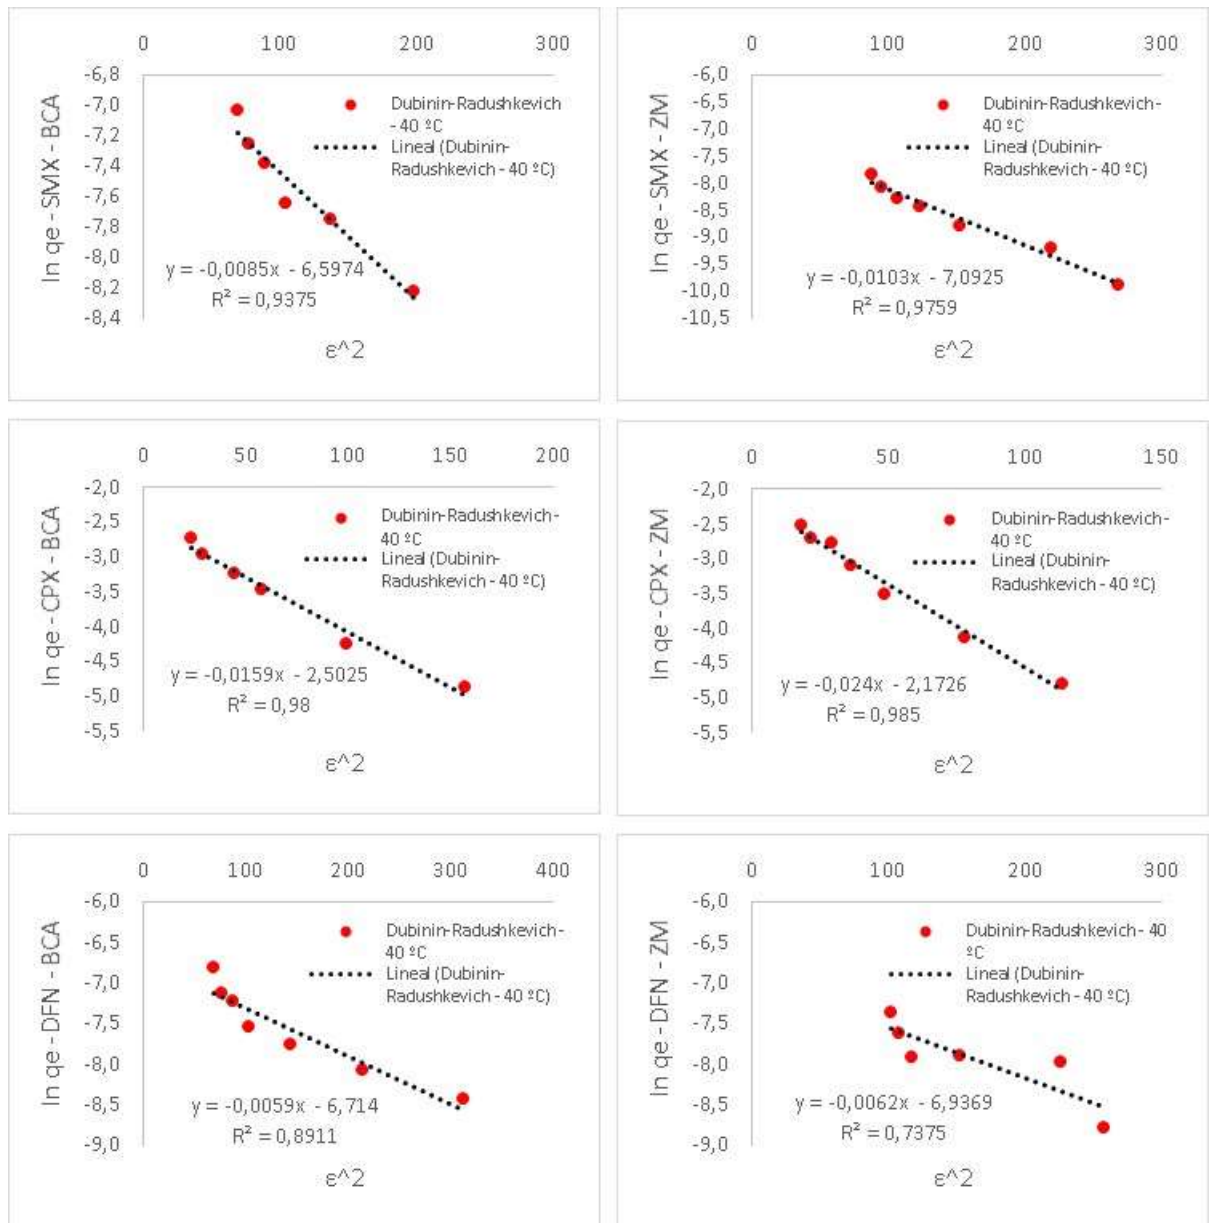 0 100 200 300
ln qe - SMX - BCA
-6,8
-7,0
-7,2
-7,4
-7,6
-7,8
-8,0
-8,2
-8,4
Dubinin-Radushkevich
- 40 ºC
Lineal (Dubinin-
Radushkevich - 40 ºC)
y = -0,0085x - 6,5974
R² = 0,9375
ε^2
0 100 200 300
ln qe - SMX - ZM
-6,0
-6,5
-7,0
-7,5
-8,0
-8,5
-9,0
-9,5
-10,0
-10,5
Dubinin-Radushkevich -
40 ºC
Lineal (Dubinin-
Radushkevich - 40 ºC)
y = -0,0103x - 7,0925
R² = 0,9759
ε^2
0 50 100 150 200
ln qe - CPX - BCA
-2,0
-2,5
-3,0
-3,5
-4,0
-4,5
-5,0
-5,5
Dubinin-Radushkevich -
40 ºC
Lineal (Dubinin-
Radushkevich - 40 ºC)
y = -0,0159x - 2,5025
R² = 0,98
ε^2
0 50 100 150
ln qe - CPX - ZM
-2,0
-2,5
-3,0
-3,5
-4,0
-4,5
-5,0
-5,5
Dubinin-Radushkevich -
40 ºC
Lineal (Dubinin-
Radushkevich - 40 ºC)
y = -0,024x - 2,1726
R² = 0,985
ε^2
0 100 200 300 400
ln qe - DFN - BCA
-6,0
-6,5
-7,0
-7,5
-8,0
-8,5
-9,0
Dubinin-Radushkevich -
40 ºC
Lineal (Dubinin-
Radushkevich - 40 ºC)
y = -0,0059x - 6,714
R² = 0,8911
ε^2
0 100 200 300
ln qe - DFN - ZM
-6,0
-6,5
-7,0
-7,5
-8,0
-8,5
-9,0
Dubinin-Radushkevich - 40
ºC
Lineal (Dubinin-
Radushkevich - 40 ºC)
y = -0,0062x - 6,9369
R² = 0,7375
ε^2